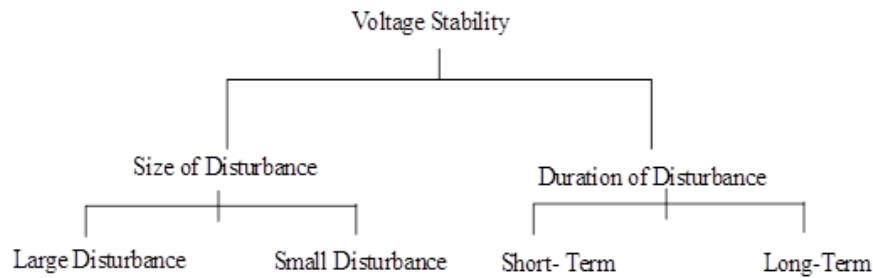 Voltage Stability
Size of Disturbance
Duration of Disturbance
Large Disturbance
Small Disturbance
Short- Term
Long-Term